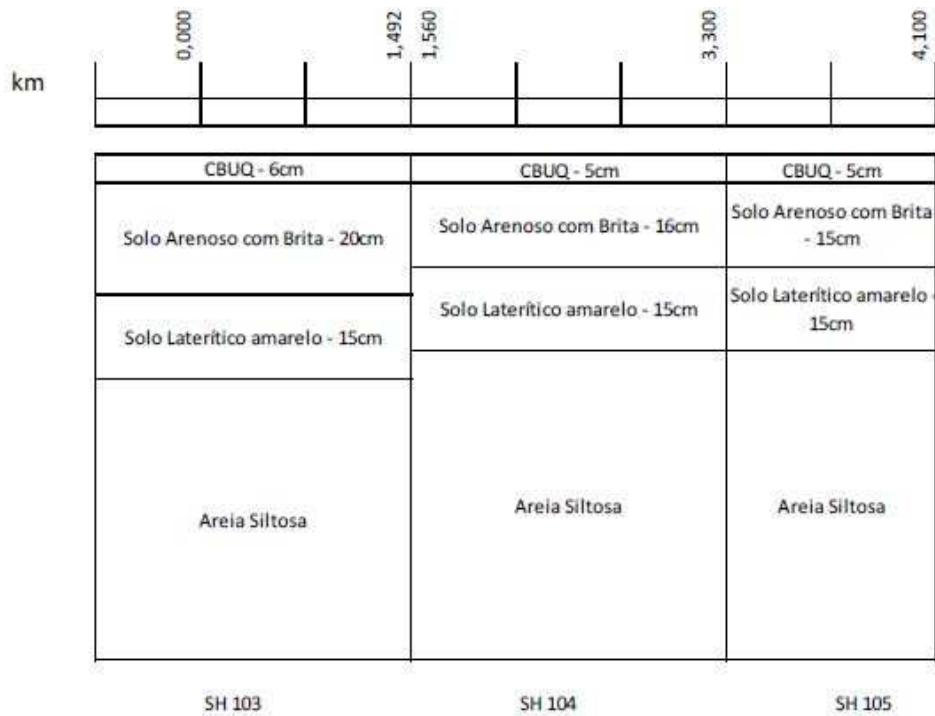 0,000
1,492
1,560
3,300
4,100
km
CBUQ - 6cm
CBUQ - 5cm
CBUQ - 5cm
Solo Arenoso com Brita - 20cm
Solo Arenoso com Brita - 16cm
Solo Arenoso com Brita
- 15cm
Solo Laterítico amarelo - 15cm
Solo Laterítico amarelo - 15cm
Solo Laterítico amarelo -
15cm
Areia Siltosa
Areia Siltosa
Areia Siltosa
SH 103
SH 104
SH 105